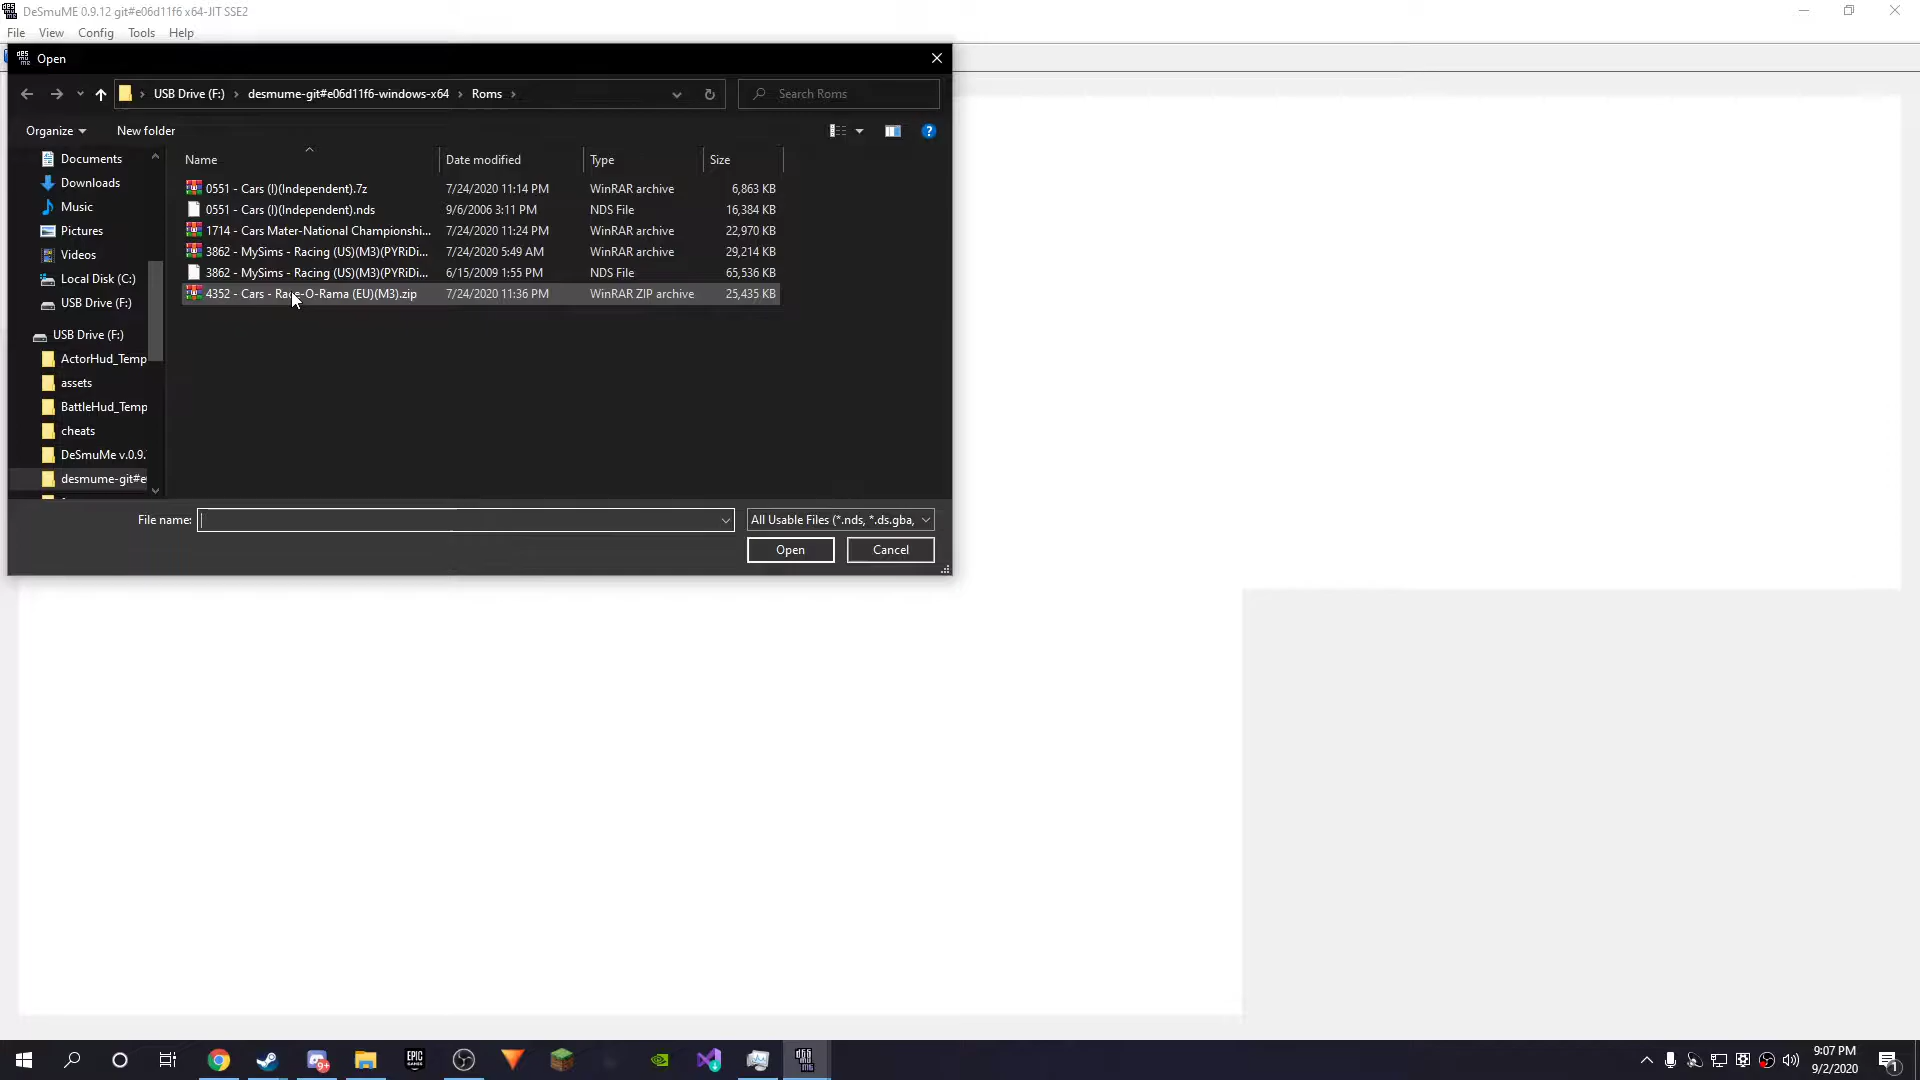 DeSmuME 0.9.12 git#e06d11f6 x64-JIT SSE2
File View Config Tools Help
Open
USB Drive (F:) › desmume-git#e06d11f6-windows-x64 › Roms ›
Search Roms
Organize New folder
Name Date modified Type Size
0551 - Cars (I)(Independent).7z 7/24/2020 11:14 PM WinRAR archive 6,863 KB
0551 - Cars (I)(Independent).nds 9/6/2006 3:11 PM NDS File 16,384 KB
1714 - Cars Mater-National Championshi... 7/24/2020 11:24 PM WinRAR archive 22,970 KB
3862 - MySims - Racing (US)(M3)(PYRiDi... 7/24/2020 5:49 AM WinRAR archive 29,214 KB
3862 - MySims - Racing (US)(M3)(PYRiDi... 6/15/2009 1:55 PM NDS File 65,536 KB
4352 - Cars - Race-O-Rama (EU)(M3).zip 7/24/2020 11:36 PM WinRAR ZIP archive 25,435 KB
Documents
Downloads
Music
Pictures
Videos
Local Disk (C:)
USB Drive (F:)
USB Drive (F:)
ActorHud_Temp
assets
BattleHud_Temp
cheats
DeSmuMe v.0.9.
desmume-git#e
File name:
All Usable Files (*.nds, *.ds.gba,
Open Cancel
EPIC GAMES
9:07 PM
9/2/2020
1